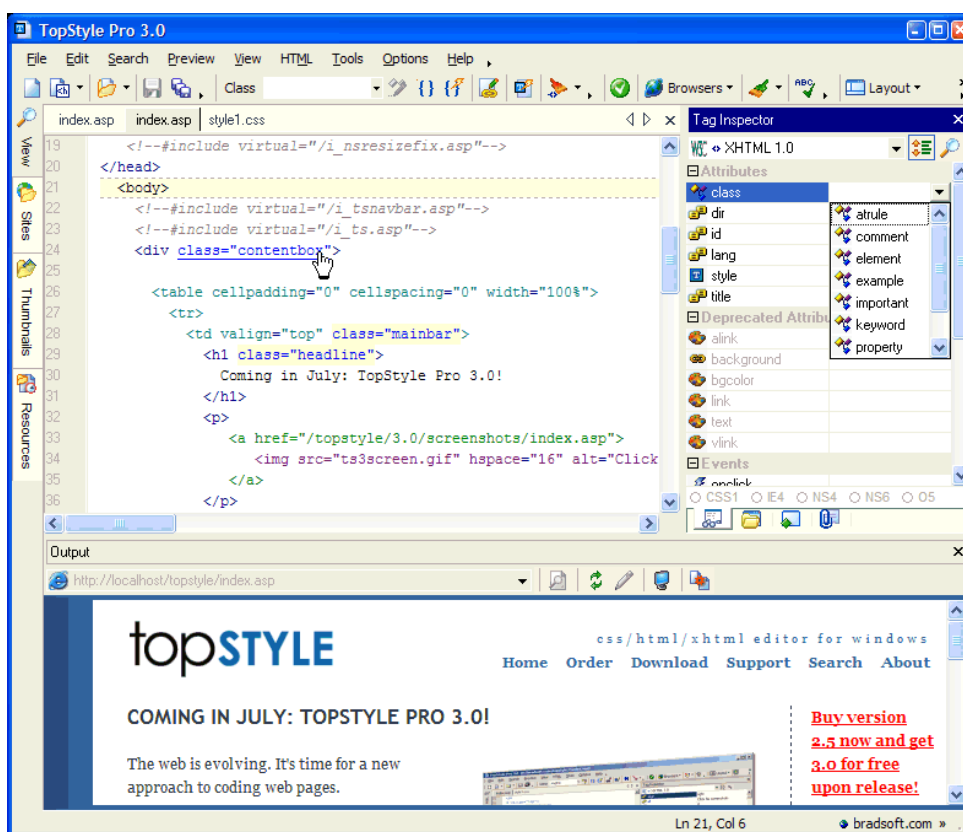 TopStyle Pro 3.0
File Edit Search Preview View HTML Tools Options Help
Class
Browsers
ABC
Layout
index.asp index.asp style1.css
Tag Inspector
View
Sites
Thumbnails
Resources
19 <!--#include virtual="/i_nsresizefix.asp"-->
20 </head>
21 <body>
22 <!--#include virtual="/i_tsnavbar.asp"-->
23 <!--#include virtual="/i_ts.asp"-->
24 <div class="contentbox">
25
26 <table cellpadding="0" cellspacing="0" width="100%">
27 <tr>
28 <td valign="top" class="mainbar">
29 <h1 class="headline">
30 Coming in July: TopStyle Pro 3.0!
31 </h1>
32 <p>
33 <a href="/topstyle/3.0/screenshots/index.asp">
34 <img src="ts3screen.gif" hspace="16" alt="Click
35 </a>
36 </p>
W3C XHTML 1.0
Attributes
class
dir
id
lang
style
title
atrule
comment
element
example
important
keyword
property
Deprecated Attribu
alink
background
bgcolor
link
text
vlink
Events
onclick
CSS1 IE4 NS4 NS6 O5
Output
http://localhost/topstyle/index.asp
topSTYLE
css/html/xhtml editor for windows
Home Order Download Support Search About
COMING IN JULY: TOPSTYLE PRO 3.0!
The web is evolving. It's time for a new
approach to coding web pages.
Buy version
2.5 now and get
3.0 for free
upon release!
Ln 21, Col 6
bradsoft.com »